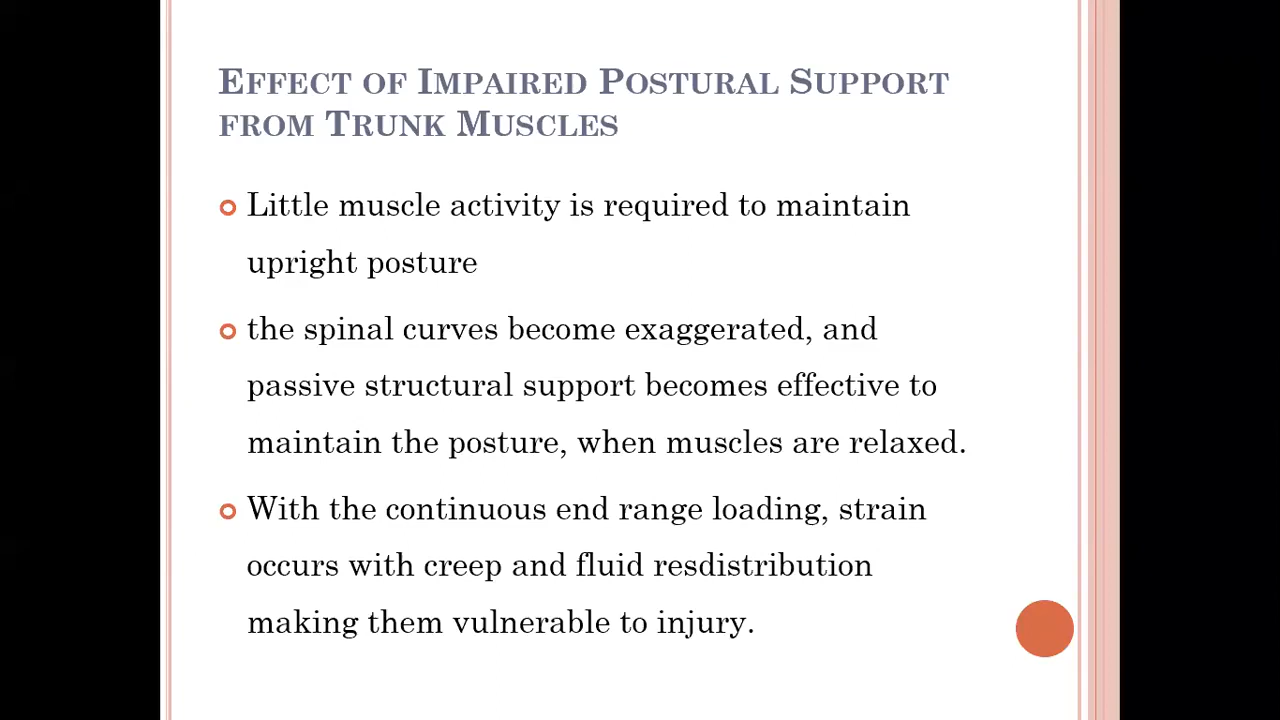 Effect of Impaired Postural Support
from Trunk Muscles
Little muscle activity is required to maintain
upright posture
the spinal curves become exaggerated, and
passive structural support becomes effective to
maintain the posture, when muscles are relaxed.
With the continuous end range loading, strain
occurs with creep and fluid resdistribution
making them vulnerable to injury.